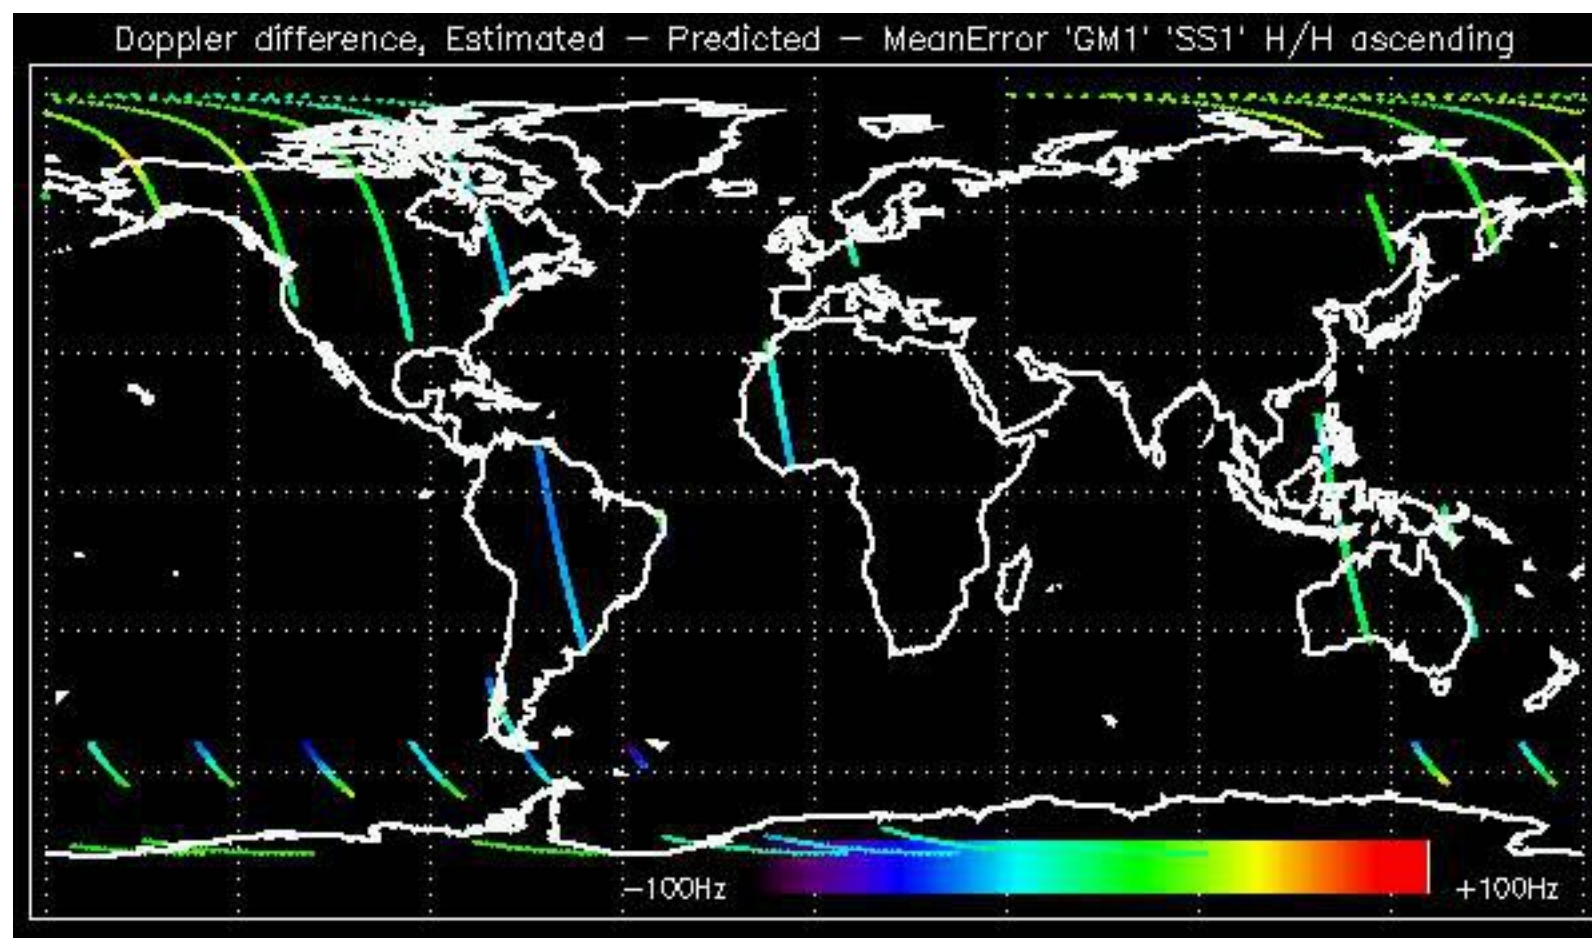 Doppler difference, Estimated – Predicted – MeanError 'GM1' 'SS1' H/H ascending
-100Hz
+100Hz